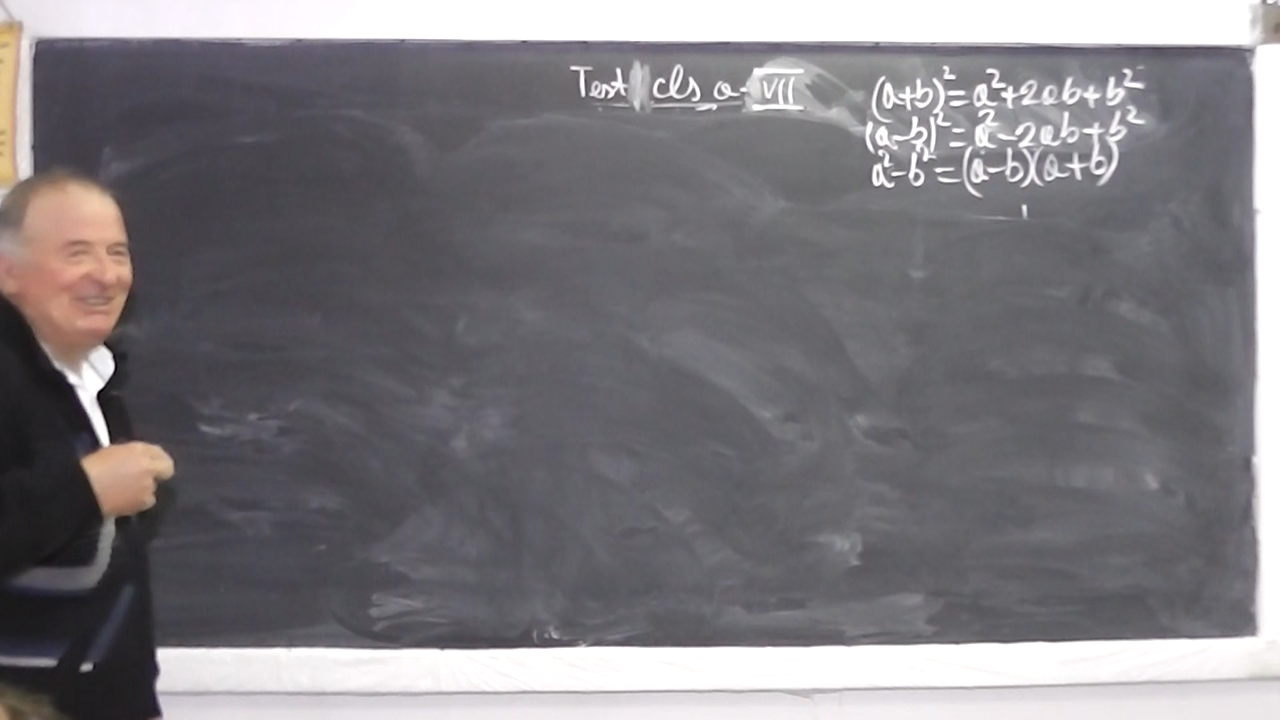 Test cls a-VII
(a+b)²=a²+2ab+b²
(a-b)²=a²-2ab+b²
a²-b²=(a-b)(a+b)